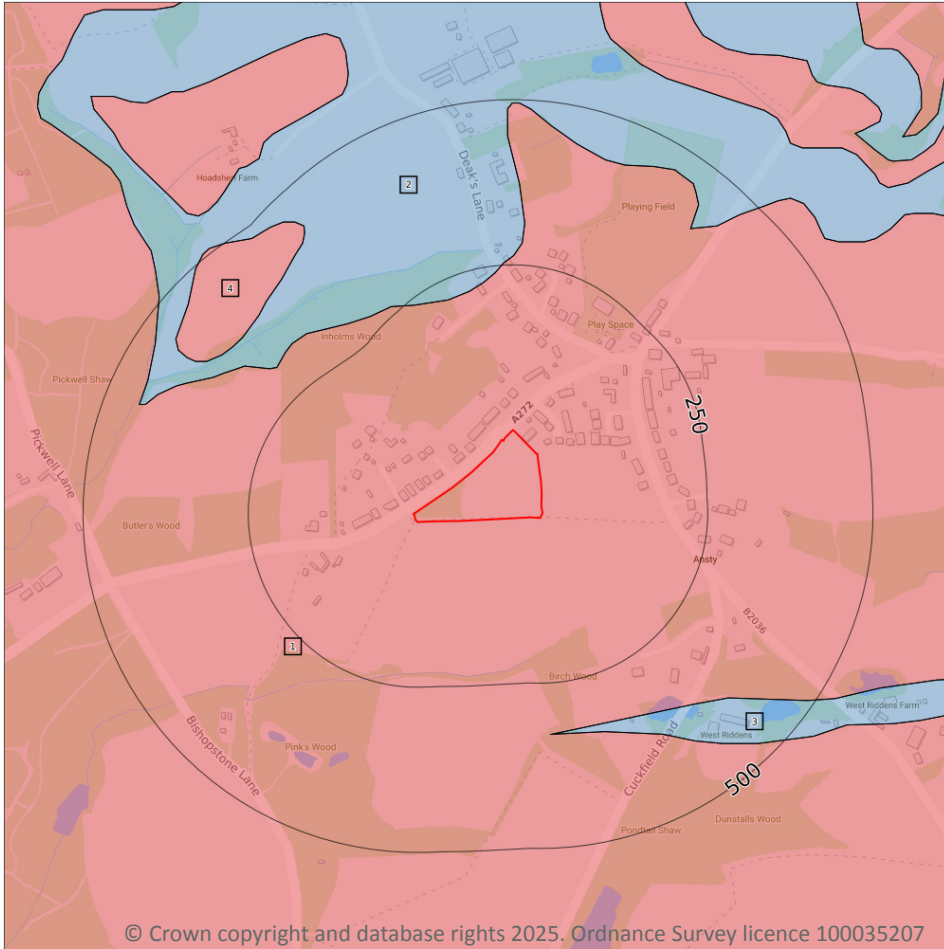 Deak's Lane
Hoadsherf Farm
2
Playing Field
4
Play Space
Inholms Wood
Pickwell Shaw
A272
250
Pickwell Lane
Butler's Wood
Ansty
B2036
1
Birch Wood
West Riddens Farm
3
West Riddens
Bishopstone Lane
Pink's Wood
Cuckfield Road
500
Dunstalls Wood
Pondtail Shaw
© Crown copyright and database rights 2025. Ordnance Survey licence 100035207